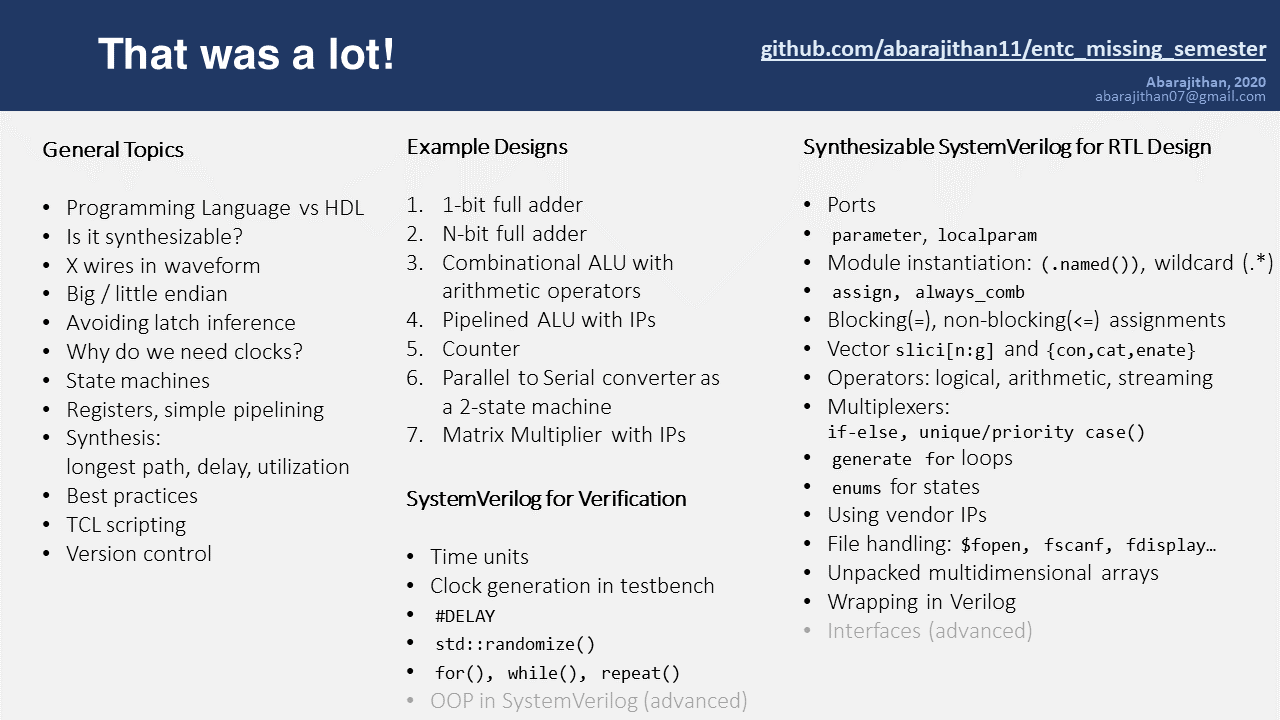 That was a lot!
github.com/abarajithan11/entc_missing_semester
Abarajithan, 2020
abarajithan07@gmail.com
General Topics
• Programming Language vs HDL
• Is it synthesizable?
• X wires in waveform
• Big / little endian
• Avoiding latch inference
• Why do we need clocks?
• State machines
• Registers, simple pipelining
• Synthesis:
longest path, delay, utilization
• Best practices
• TCL scripting
• Version control
Example Designs
1. 1-bit full adder
2. N-bit full adder
3. Combinational ALU with
arithmetic operators
4. Pipelined ALU with IPs
5. Counter
6. Parallel to Serial converter as
a 2-state machine
7. Matrix Multiplier with IPs
SystemVerilog for Verification
• Time units
• Clock generation in testbench
• #DELAY
• std::randomize()
• for(), while(), repeat()
• OOP in SystemVerilog (advanced)
Synthesizable SystemVerilog for RTL Design
• Ports
• parameter, localparam
• Module instantiation: (.named()), wildcard (.*)
• assign, always_comb
• Blocking(=), non-blocking(<=) assignments
• Vector slici[n:g] and {con,cat,enate}
• Operators: logical, arithmetic, streaming
• Multiplexers:
if-else, unique/priority case()
• generate for loops
• enums for states
• Using vendor IPs
• File handling: $fopen, fscanf, fdisplay…
• Unpacked multidimensional arrays
• Wrapping in Verilog
• Interfaces (advanced)